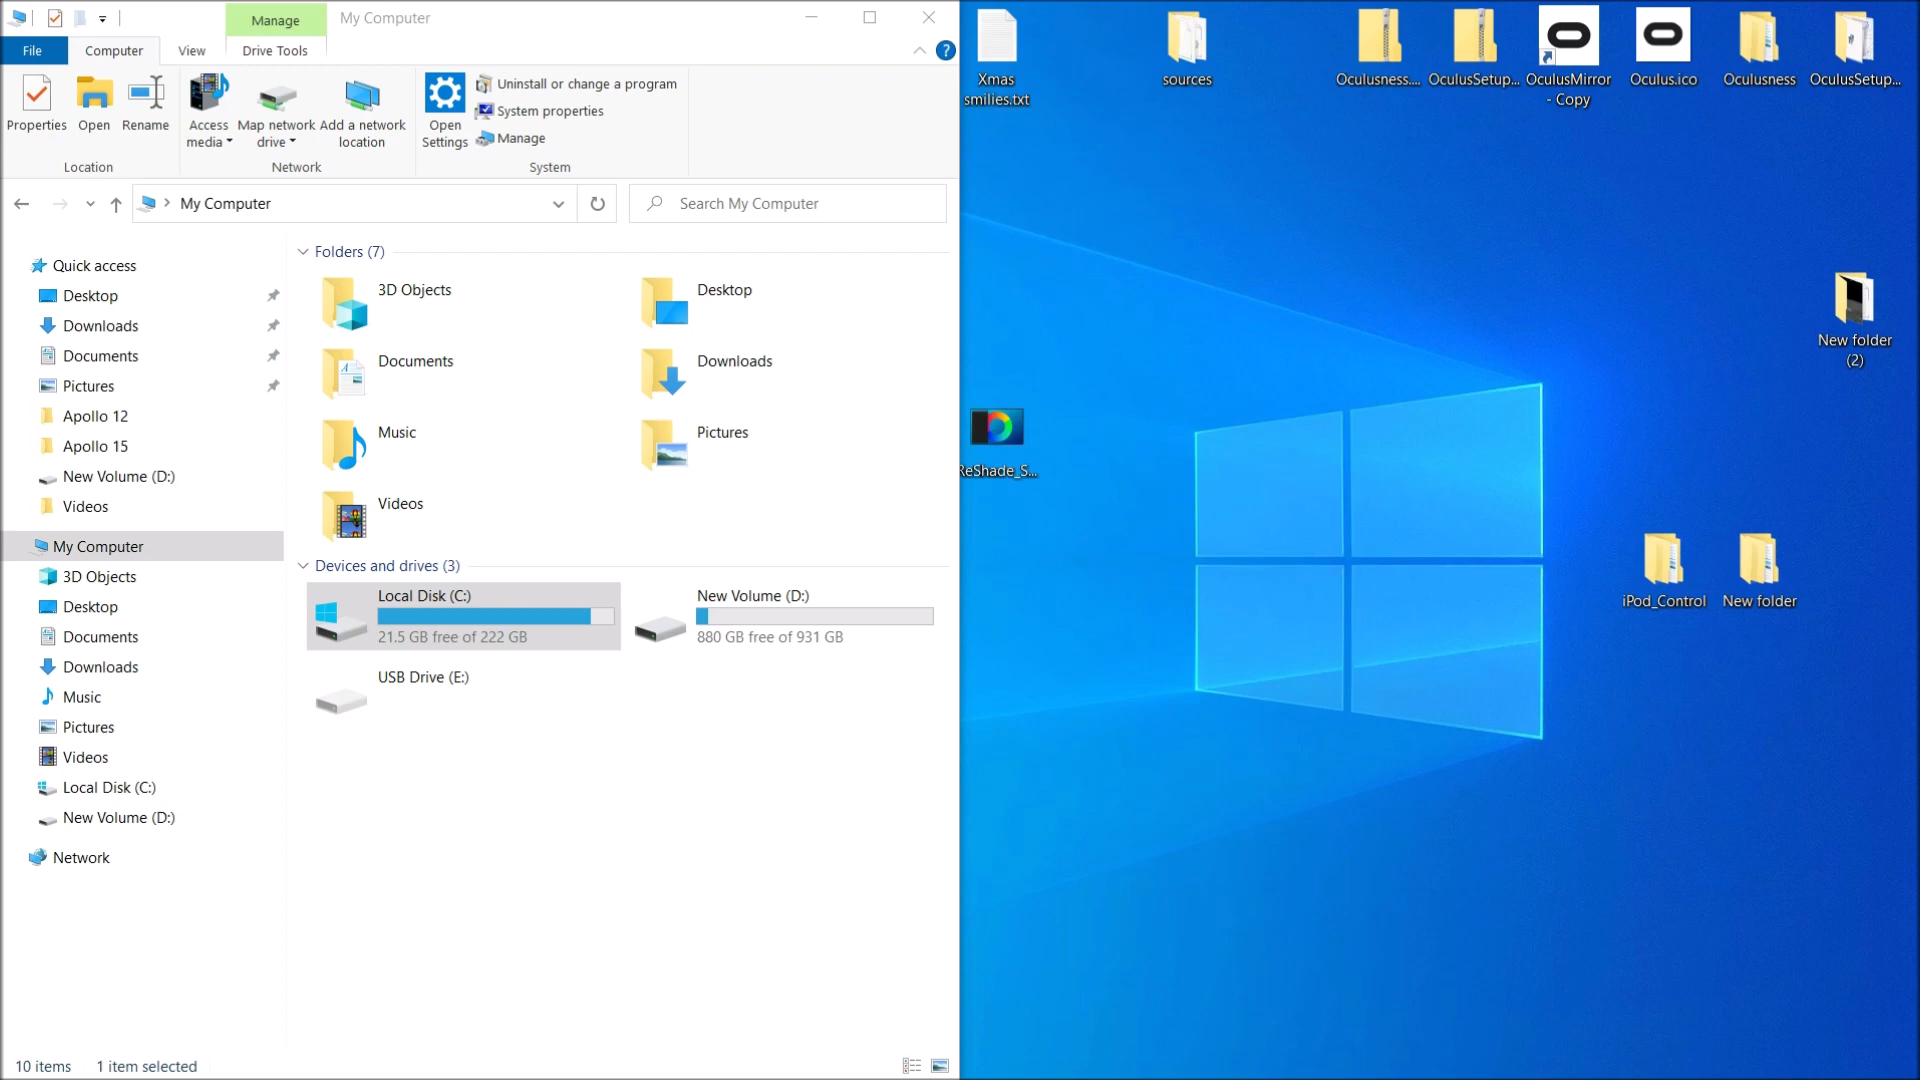 Manage
My Computer
File
Computer
View
Drive Tools
?
Properties
Open
Rename
Access media
Map network drive
Add a network location
Open Settings
Uninstall or change a program
System properties
Manage
Location
Network
System
My Computer
Search My Computer
Quick access
Desktop
Downloads
Documents
Pictures
Apollo 12
Apollo 15
New Volume (D:)
Videos
My Computer
3D Objects
Desktop
Documents
Downloads
Music
Pictures
Videos
Local Disk (C:)
New Volume (D:)
Network
Folders (7)
3D Objects
Desktop
Documents
Downloads
Music
Pictures
Videos
Devices and drives (3)
Local Disk (C:)
21.5 GB free of 222 GB
New Volume (D:)
880 GB free of 931 GB
USB Drive (E:)
10 items
1 item selected
Xmas
smilies.txt
sources
Oculusness....
OculusSetup...
OculusMirror
- Copy
Oculus.ico
Oculusness
OculusSetup...
New folder
(2)
ReShade_S...
iPod_Control
New folder